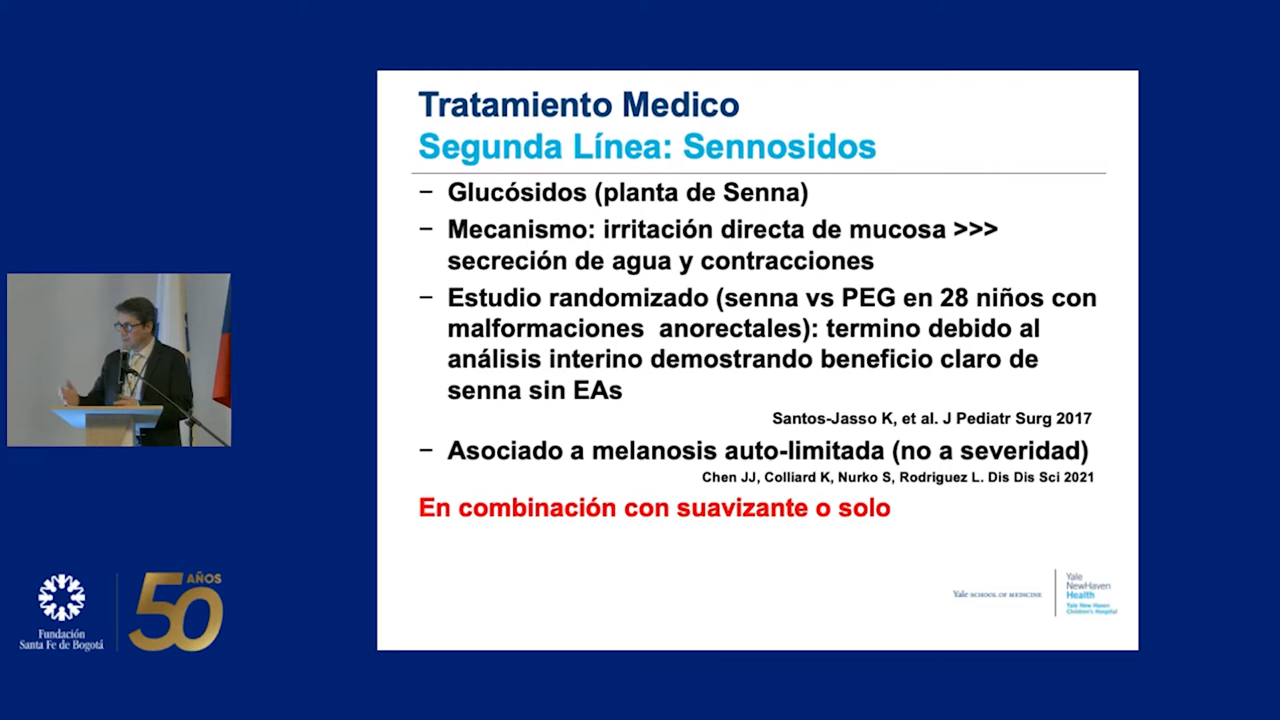 Tratamiento Medico
Segunda Línea: Sennosidos
– Glucósidos (planta de Senna)
– Mecanismo: irritación directa de mucosa >>>
secreción de agua y contracciones
– Estudio randomizado (senna vs PEG en 28 niños con
malformaciones anorectales): termino debido al
análisis interino demostrando beneficio claro de
senna sin EAs
Santos-Jasso K, et al. J Pediatr Surg 2017
– Asociado a melanosis auto-limitada (no a severidad)
Chen JJ, Colliard K, Nurko S, Rodriguez L. Dis Dis Sci 2021
En combinación con suavizante o solo
Yale SCHOOL OF MEDICINE
Yale
NewHaven
Health
Yale New Haven
Children's Hospital
Fundación
Santa Fe de Bogotá
50 AÑOS